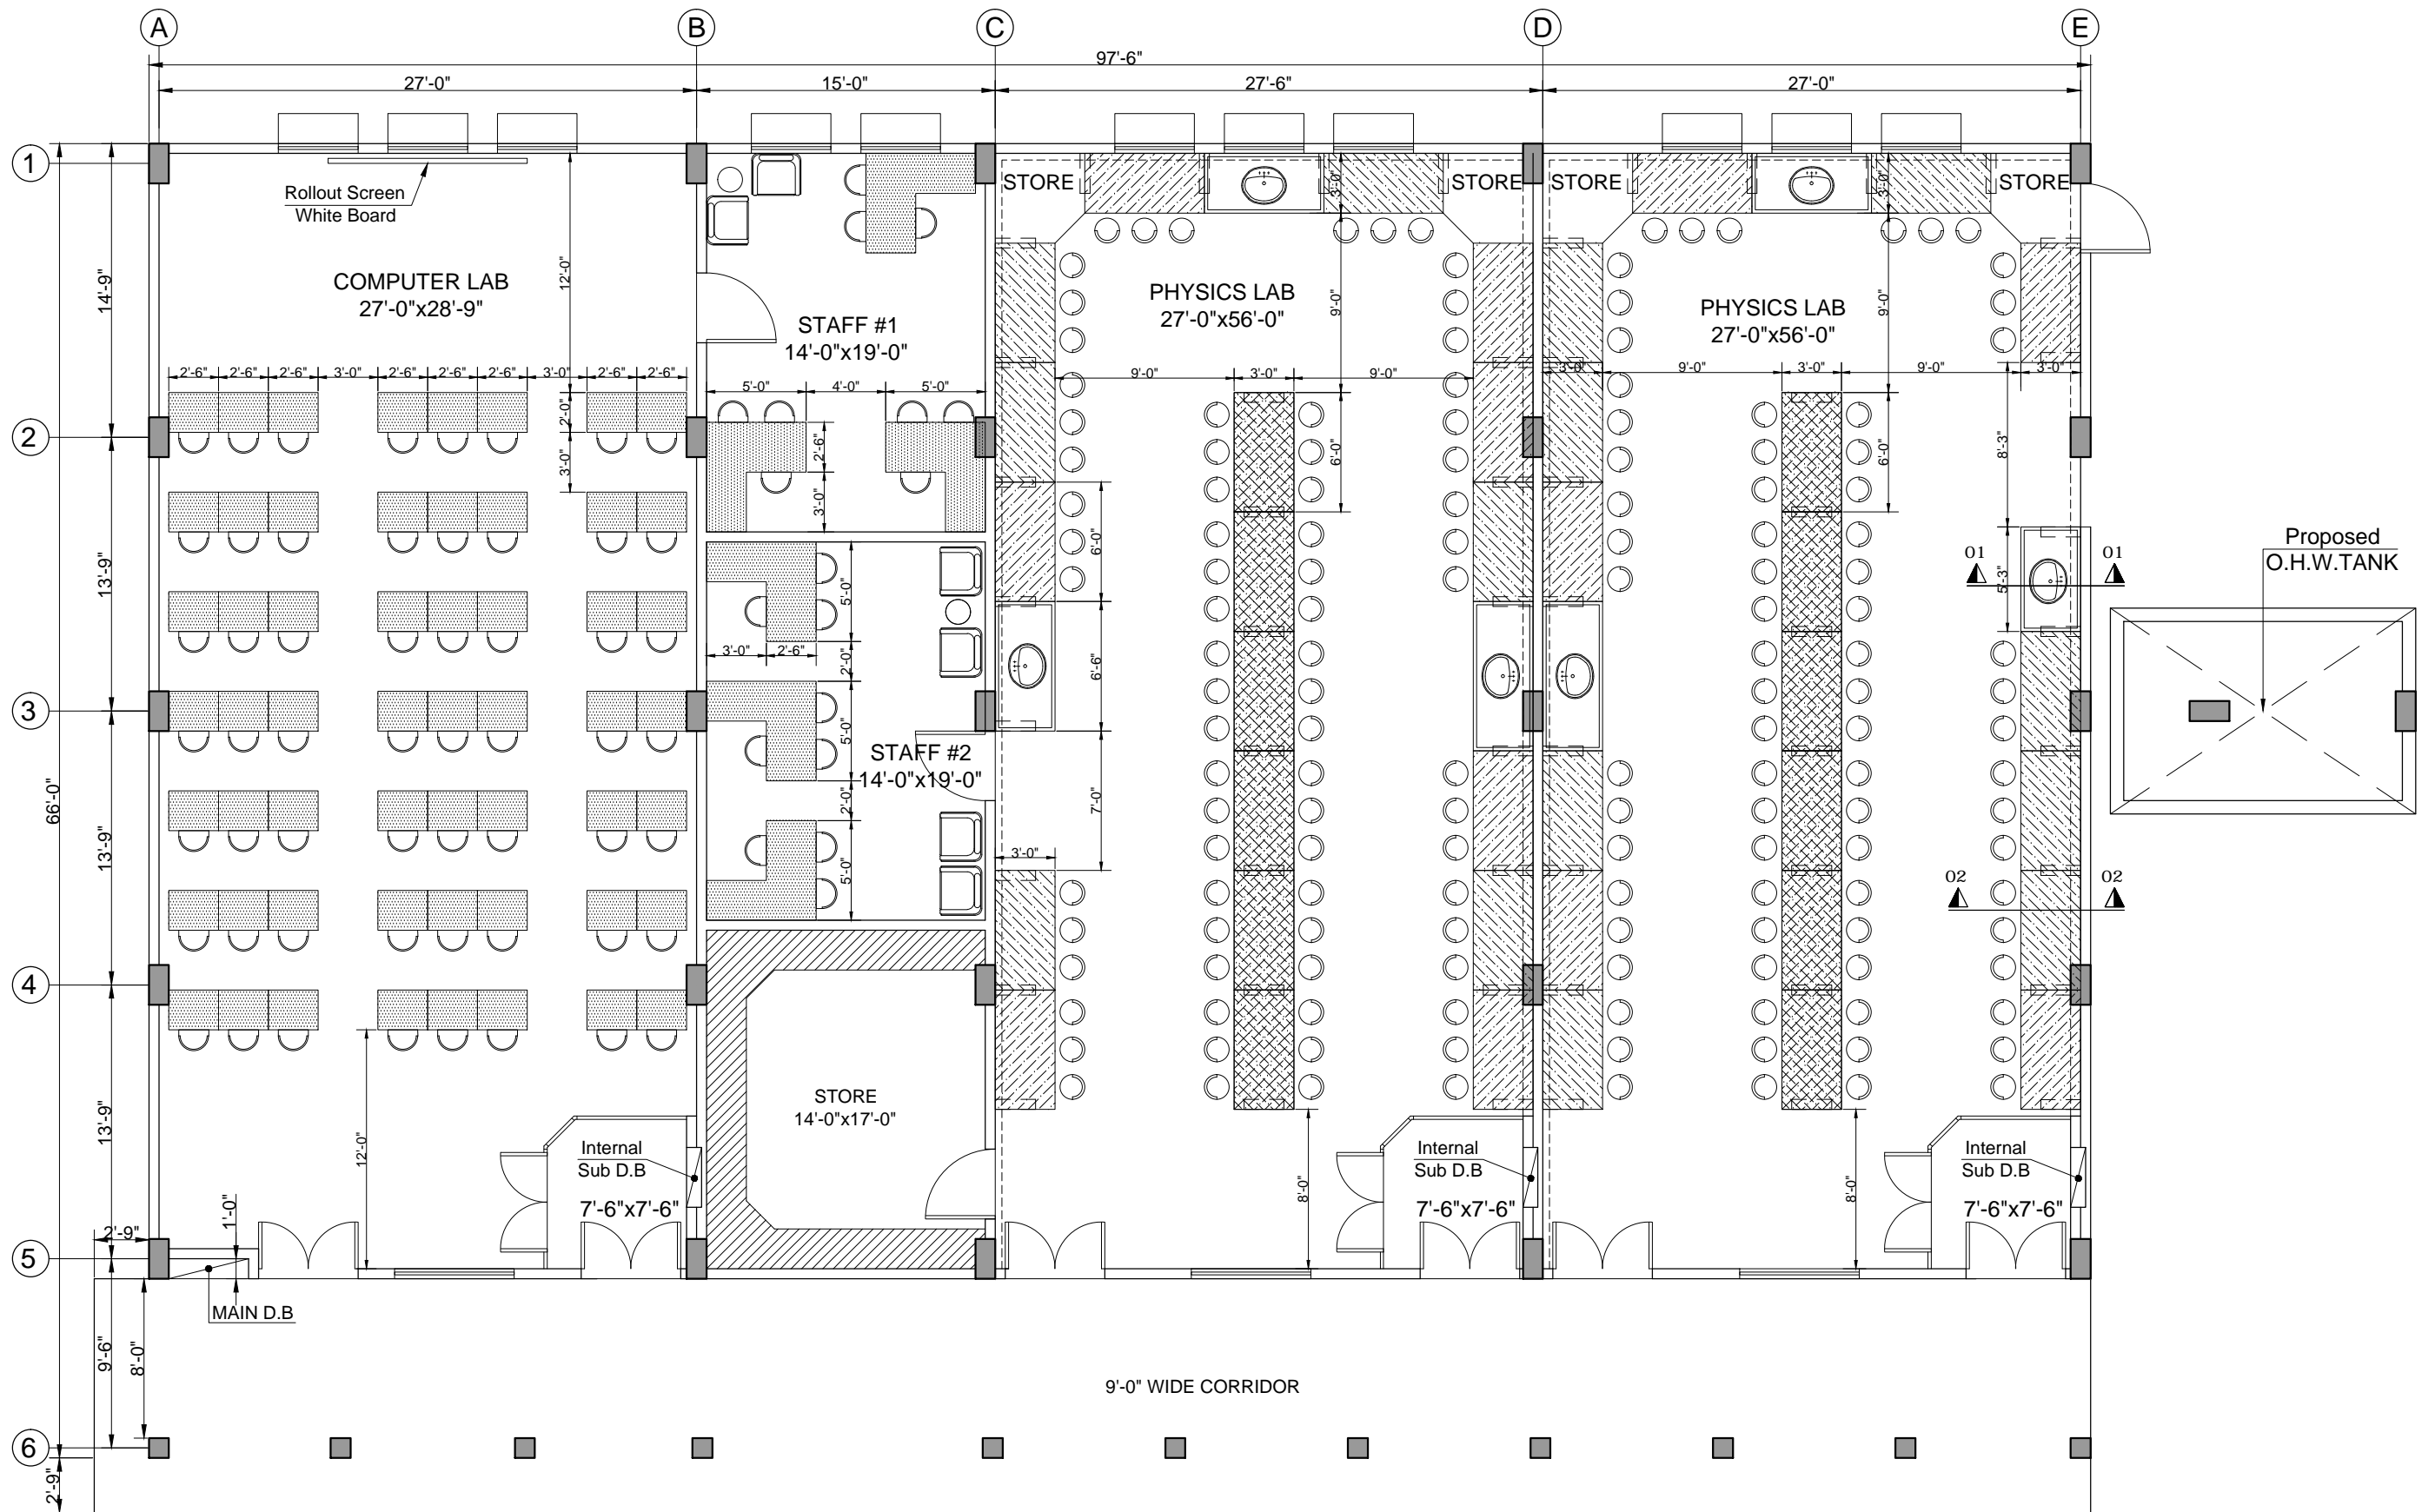 A
B
C
D
E
97'-6"
27'-0"
15'-0"
27'-6"
27'-0"
1
2
3
4
5
6
14'-9"
13'-9"
13'-9"
13'-9"
66'-0"
9'-6"
8'-0"
2'-9"
2'-9"
1'-0"
Rollout Screen
White Board
COMPUTER LAB
27'-0"x28'-9"
12'-0"
2'-6"
2'-6"
2'-6"
3'-0"
2'-6"
2'-6"
2'-6"
3'-0"
2'-6"
2'-6"
2'-0"
3'-0"
12'-0"
Internal
Sub D.B
7'-6"x7'-6"
MAIN D.B
STAFF #1
14'-0"x19'-0"
5'-0"
4'-0"
5'-0"
2'-6"
3'-0"
5'-0"
3'-0"
2'-6"
2'-0"
5'-0"
2'-0"
5'-0"
STAFF #2
14'-0"x19'-0"
STORE
14'-0"x17'-0"
STORE
STORE
3'-0"
PHYSICS LAB
27'-0"x56'-0"
9'-0"
9'-0"
3'-0"
9'-0"
6'-0"
6'-0"
6'-6"
7'-0"
3'-0"
8'-0"
Internal
Sub D.B
7'-6"x7'-6"
STORE
STORE
3'-0"
PHYSICS LAB
27'-0"x56'-0"
9'-0"
3'-0"
9'-0"
3'-0"
9'-0"
3'-0"
6'-0"
8'-3"
5'-3"
01
01
02
02
8'-0"
Internal
Sub D.B
7'-6"x7'-6"
Proposed
O.H.W.TANK
9'-0" WIDE CORRIDOR